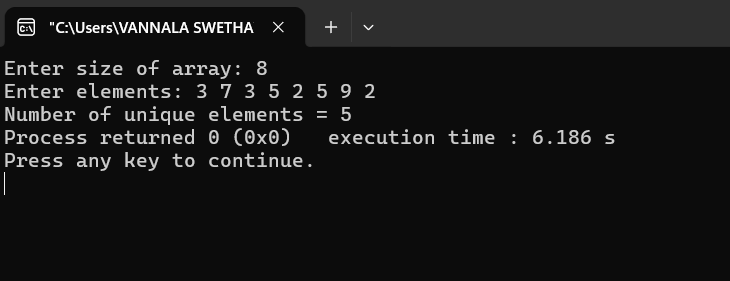 "C:\Users\VANNALA SWETHA
Enter size of array: 8
Enter elements: 3 7 3 5 2 5 9 2
Number of unique elements = 5
Process returned 0 (0x0)   execution time : 6.186 s
Press any key to continue.